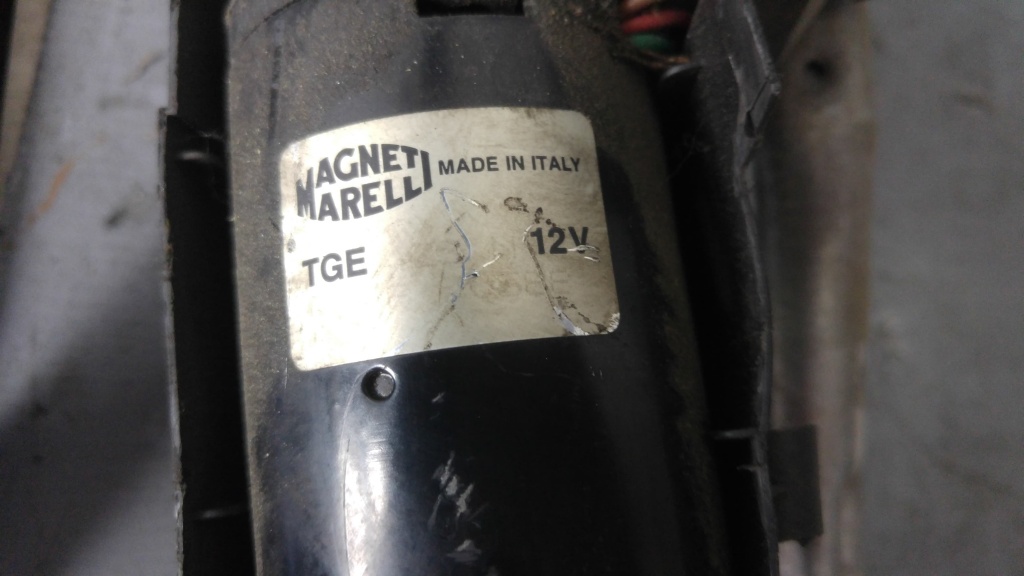 MAGNETI
MARELLI
MADE IN ITALY
TGE
12V